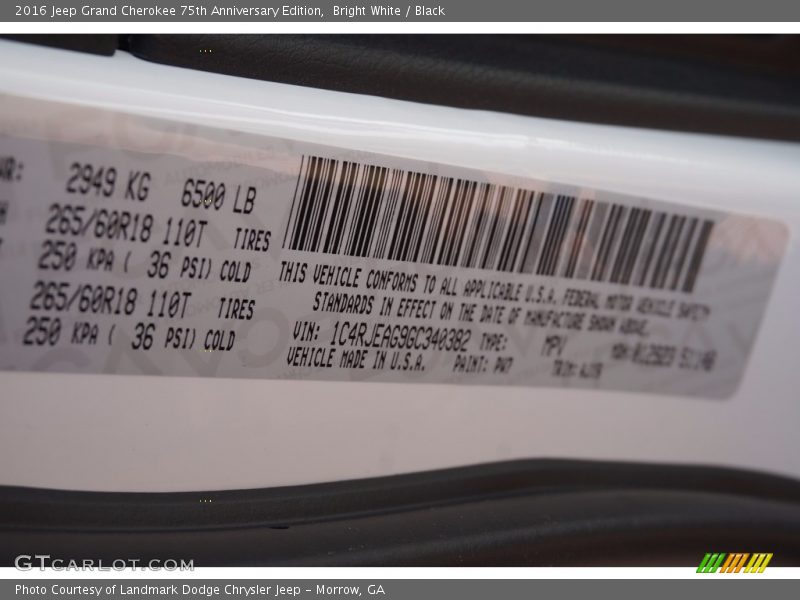 2016 Jeep Grand Cherokee 75th Anniversary Edition, Bright White / Black
2949 KG 6500 LB
265/60R18 110T TIRES
250 KPA ( 36 PSI) COLD
265/60R18 110T TIRES
250 KPA ( 36 PSI) COLD
THIS VEHICLE CONFORMS TO ALL APPLICABLE U.S.A. FEDERAL MOTOR VEHICLE SAFETY
STANDARDS IN EFFECT ON THE DATE OF MANUFACTURE SHOWN ABOVE.
VIN: 1C4RJEAG9GC340382 TYPE: MPV
VEHICLE MADE IN U.S.A. PAINT: PW7 TRIM:
GTCARLOT.COM
Photo Courtesy of Landmark Dodge Chrysler Jeep – Morrow, GA